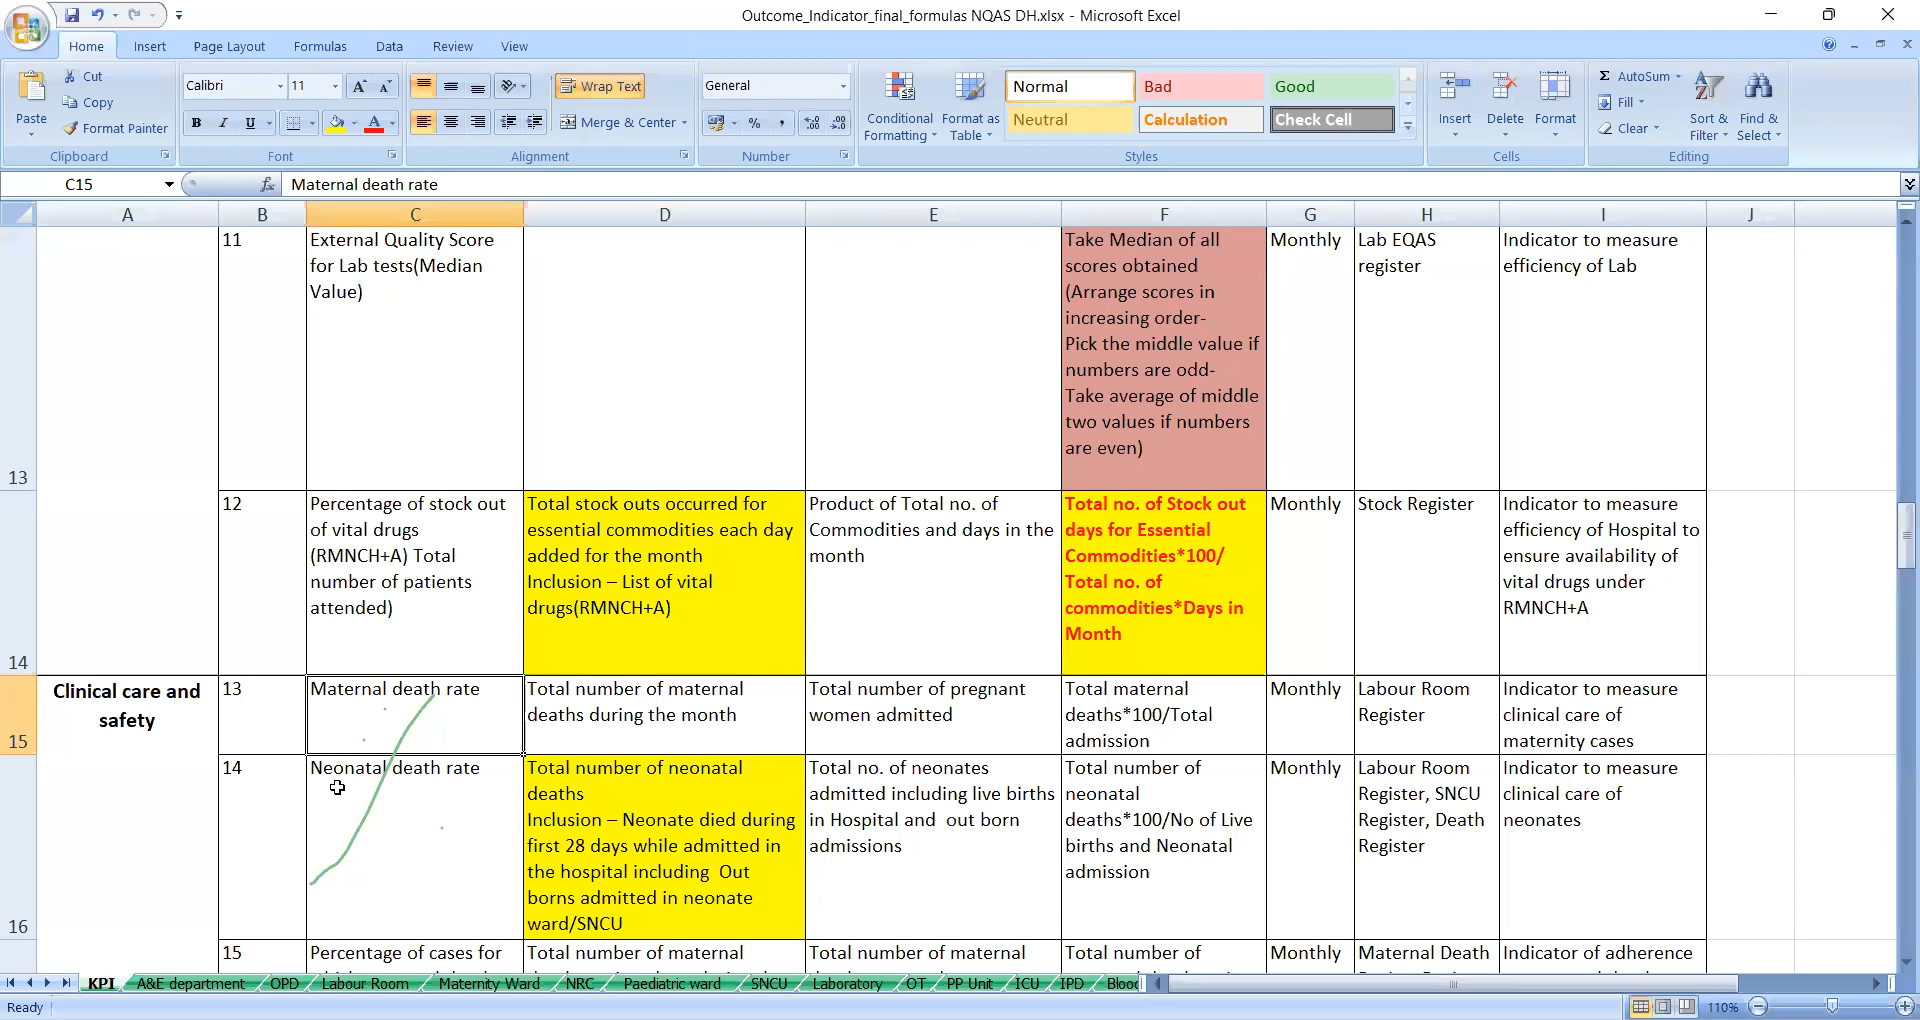 Outcome_Indicator_final_formulas NQAS DH.xlsx - Microsoft Excel
Home Insert Page Layout Formulas Data Review View
Paste
Cut
Copy
Format Painter
Clipboard
Calibri 11
B I U
Font
Wrap Text
Merge & Center
Alignment
General
Number
Conditional Formatting
Format as Table
Normal Bad Good
Neutral Calculation Check Cell
Styles
Insert Delete Format
Cells
AutoSum
Fill
Clear
Sort & Filter
Find & Select
Editing
C15 fx Maternal death rate
A B C D E F G H I J
13
11
External Quality Score
for Lab tests(Median
Value)
Take Median of all
scores obtained
(Arrange scores in
increasing order-
Pick the middle value if
numbers are odd-
Take average of middle
two values if numbers
are even)
Monthly
Lab EQAS
register
Indicator to measure
efficiency of Lab
14
12
Percentage of stock out
of vital drugs
(RMNCH+A) Total
number of patients
attended)
Total stock outs occurred for
essential commodities each day
added for the month
Inclusion – List of vital
drugs(RMNCH+A)
Product of Total no. of
Commodities and days in the
month
Total no. of Stock out
days for Essential
Commodities*100/
Total no. of
commodities*Days in
Month
Monthly
Stock Register
Indicator to measure
efficiency of Hospital to
ensure availability of
vital drugs under
RMNCH+A
15
Clinical care and
safety
13
Maternal death rate
Total number of maternal
deaths during the month
Total number of pregnant
women admitted
Total maternal
deaths*100/Total
admission
Monthly
Labour Room
Register
Indicator to measure
clinical care of
maternity cases
16
14
Neonatal death rate
Total number of neonatal
deaths
Inclusion – Neonate died during
first 28 days while admitted in
the hospital including Out
borns admitted in neonate
ward/SNCU
Total no. of neonates
admitted including live births
in Hospital and out born
admissions
Total number of
neonatal
deaths*100/No of Live
births and Neonatal
admission
Monthly
Labour Room
Register, SNCU
Register, Death
Register
Indicator to measure
clinical care of
neonates
15
Percentage of cases for
Total number of maternal
Total number of maternal
Total number of
Monthly
Maternal Death
Indicator of adherence
KPI A&E department OPD Labour Room Maternity Ward NRC Paediatric ward SNCU Laboratory OT PP Unit ICU IPD Blood
Ready
110%